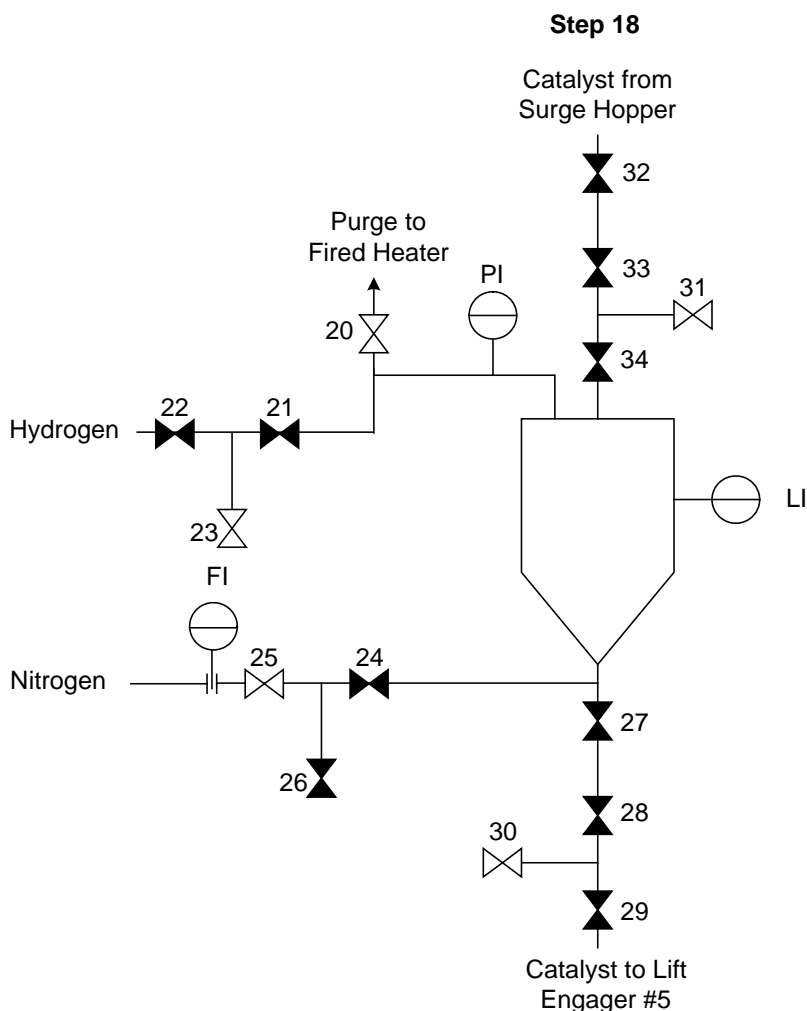 Step 18
Catalyst from
Surge Hopper
32
Purge to
Fired Heater
33
PI
31
20
34
22
21
Hydrogen
LI
23
FI
25
24
Nitrogen
27
26
28
30
29
Catalyst to Lift
Engager #5